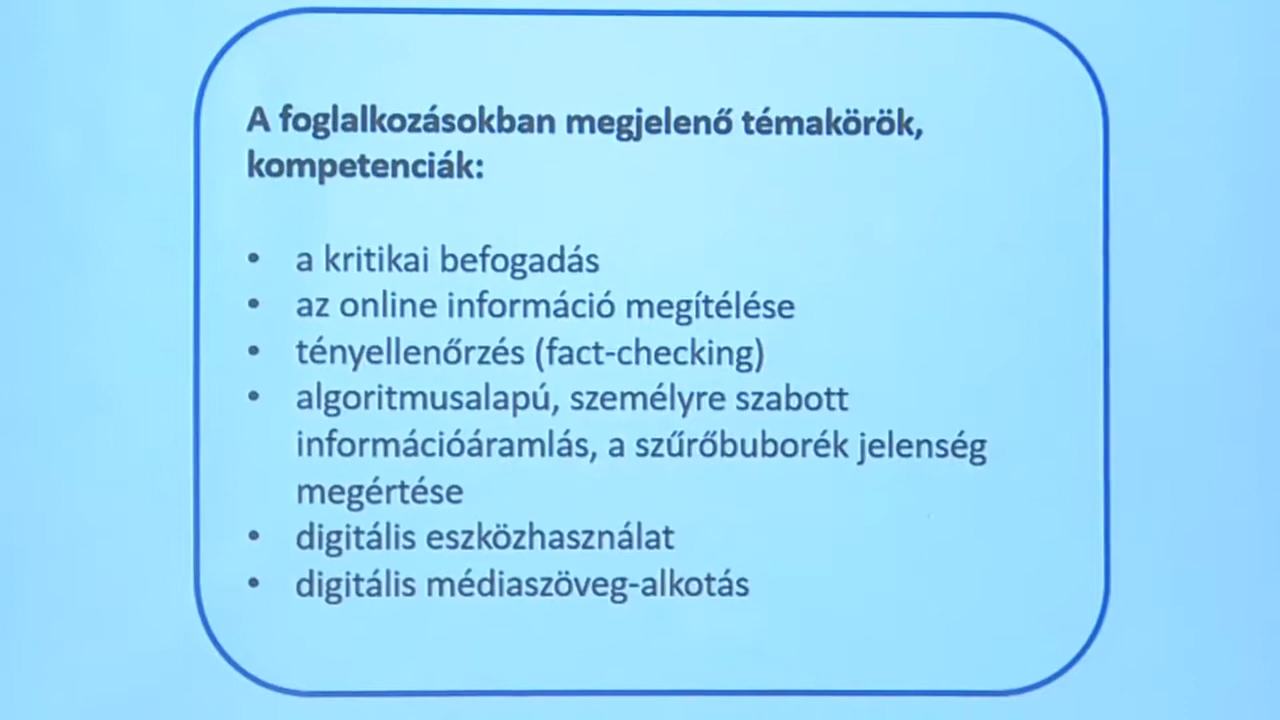 A foglalkozásokban megjelenő témakörök,
kompetenciák:
• a kritikai befogadás
• az online információ megítélése
• tényellenőrzés (fact-checking)
• algoritmusalapú, személyre szabott
információáramlás, a szűrőbuborék jelenség
megértése
• digitális eszközhasználat
• digitális médiaszöveg-alkotás